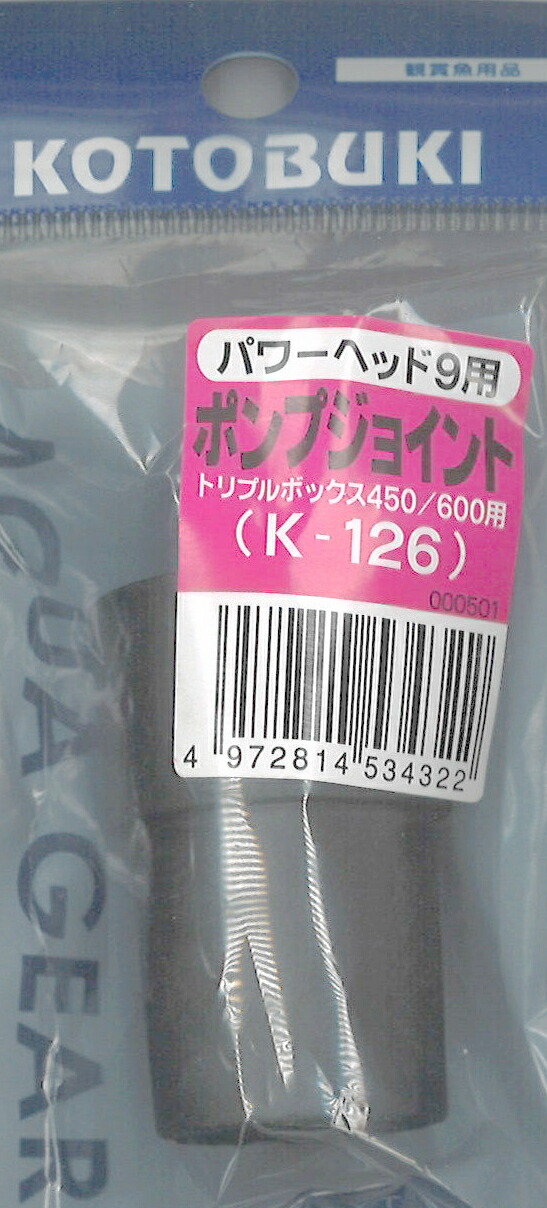 観賞魚用品
KOTOBUKI
パワーヘッド9用
ポンプジョイント
トリプルボックス450/600用
(K-126)
000501
4 972814 534322
AQUA GEAR